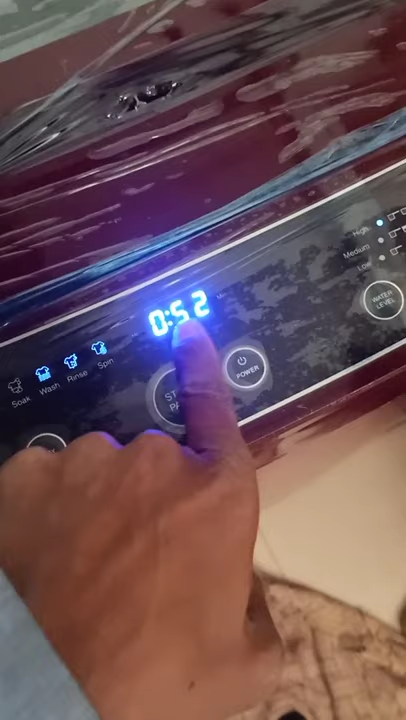 High
Medium
Low
WATER
LEVEL
0:52
POWER
Soak
Wash
Rinse
Spin